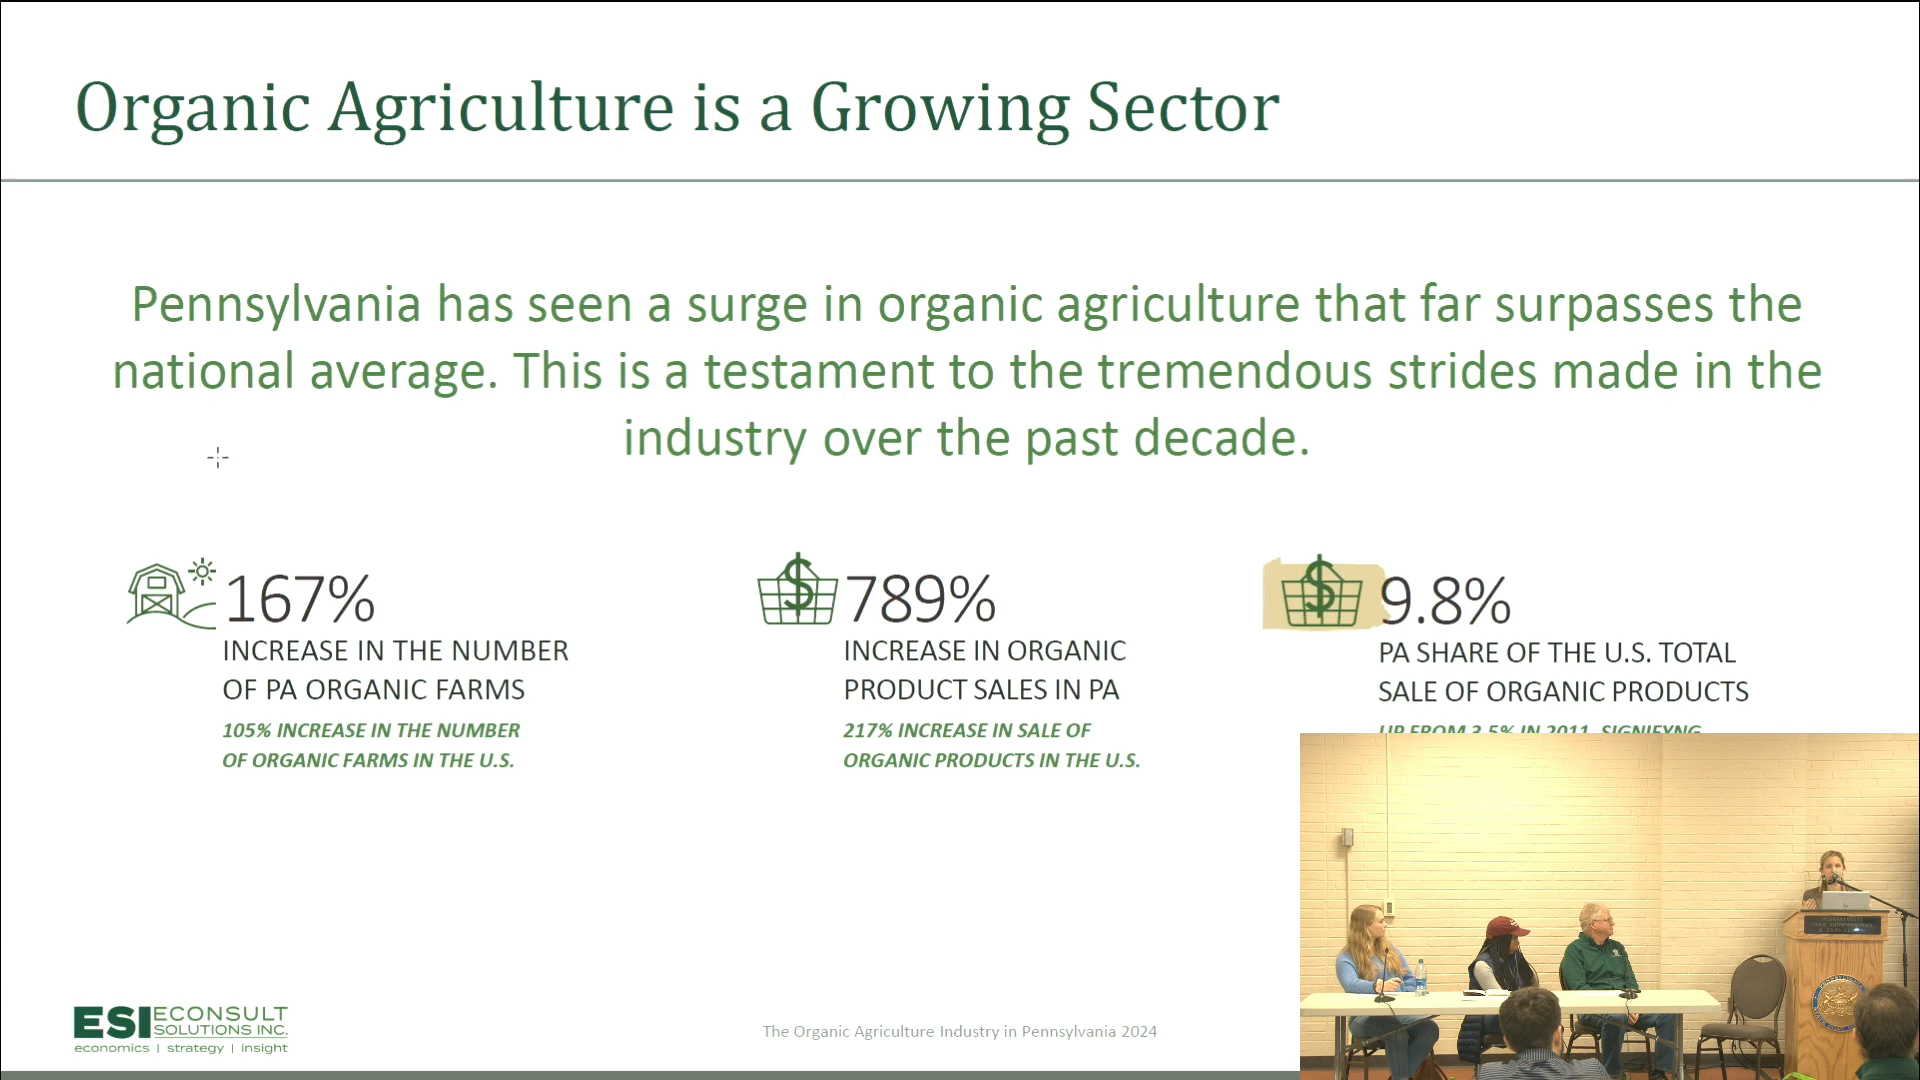 Organic Agriculture is a Growing Sector
Pennsylvania has seen a surge in organic agriculture that far surpasses the
national average. This is a testament to the tremendous strides made in the
industry over the past decade.
167%
INCREASE IN THE NUMBER
OF PA ORGANIC FARMS
105% INCREASE IN THE NUMBER
OF ORGANIC FARMS IN THE U.S.
789%
INCREASE IN ORGANIC
PRODUCT SALES IN PA
217% INCREASE IN SALE OF
ORGANIC PRODUCTS IN THE U.S.
9.8%
PA SHARE OF THE U.S. TOTAL
SALE OF ORGANIC PRODUCTS
UP FROM 3.5% IN 2011, SIGNIFYNG
ESI ECONSULT
SOLUTIONS INC.
economics | strategy | insight
The Organic Agriculture Industry in Pennsylvania 2024